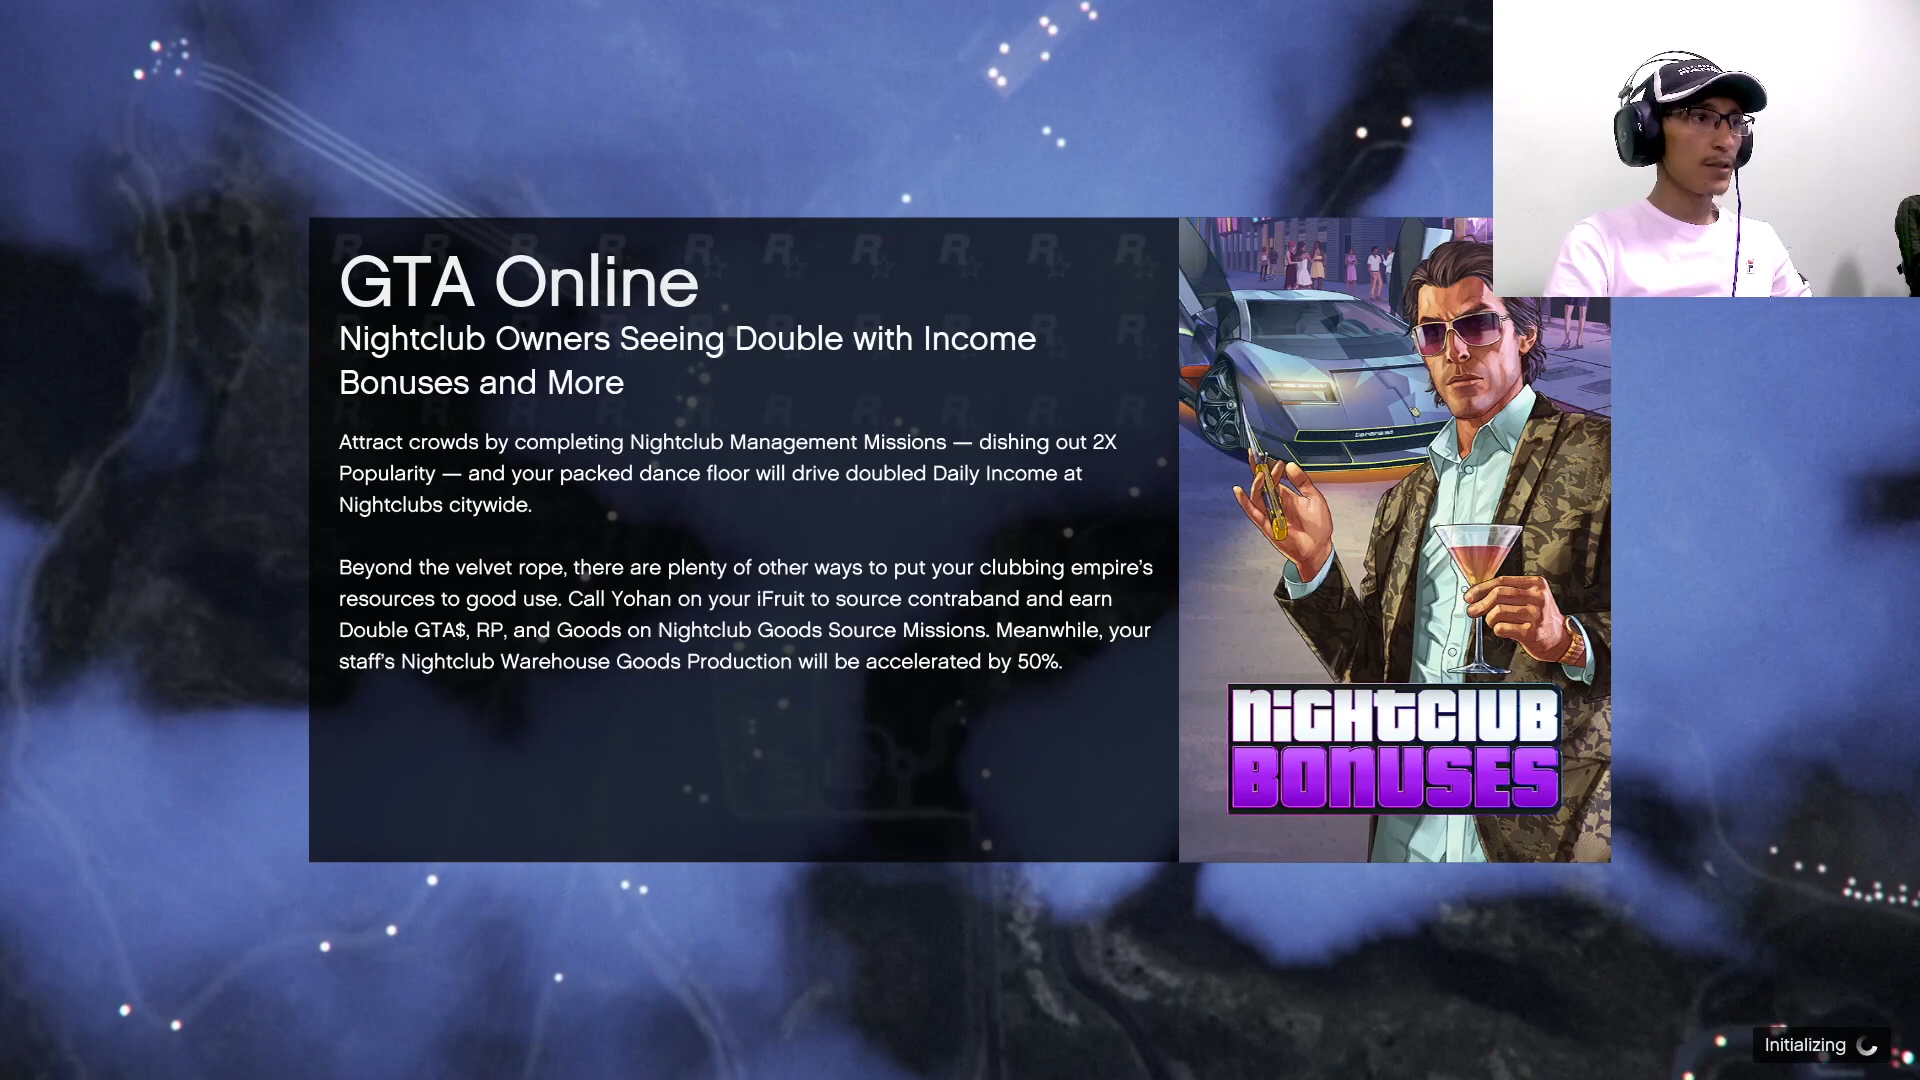 GTA Online
Nightclub Owners Seeing Double with Income
Bonuses and More
Attract crowds by completing Nightclub Management Missions — dishing out 2X
Popularity — and your packed dance floor will drive doubled Daily Income at
Nightclubs citywide.
Beyond the velvet rope, there are plenty of other ways to put your clubbing empire's
resources to good use. Call Yohan on your iFruit to source contraband and earn
Double GTA$, RP, and Goods on Nightclub Goods Source Missions. Meanwhile, your
staff's Nightclub Warehouse Goods Production will be accelerated by 50%.
NIGHTCLUB
BONUSES
Initializing